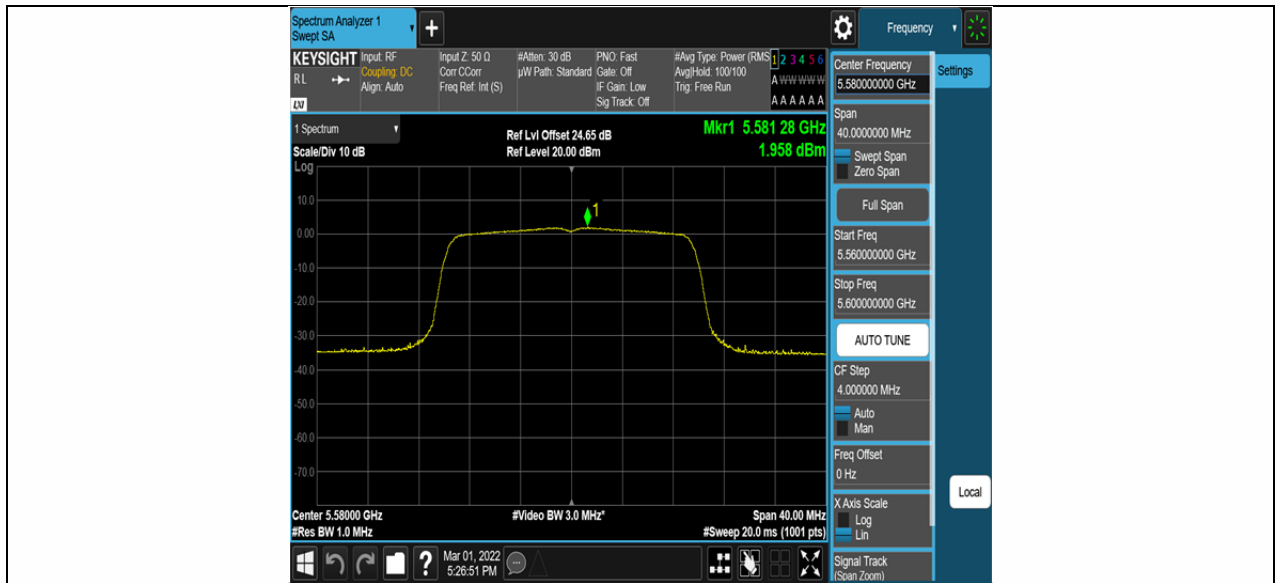 Spectrum Analyzer 1
Swept SA
Frequency
KEYSIGHT
RL
LXI
Input: RF
Coupling: DC
Align: Auto
Input Z: 50 Ω
Corr CCorr
Freq Ref: Int (S)
#Atten: 30 dB
µW Path: Standard
PNO: Fast
Gate: Off
IF Gain: Low
Sig Track: Off
#Avg Type: Power (RMS
Avg|Hold: 100/100
Trig: Free Run
1 2 3 4 5 6
A W W W W W
A A A A A A
1 Spectrum
Scale/Div 10 dB
Log
Ref Lvl Offset 24.65 dB
Ref Level 20.00 dBm
Mkr1 5.581 28 GHz
1.958 dBm
1
10.0
0.00
-10.0
-20.0
-30.0
-40.0
-50.0
-60.0
-70.0
Center 5.58000 GHz
#Res BW 1.0 MHz
#Video BW 3.0 MHz*
Span 40.00 MHz
#Sweep 20.0 ms (1001 pts)
Center Frequency
5.580000000 GHz
Span
40.0000000 MHz
Swept Span
Zero Span
Full Span
Start Freq
5.560000000 GHz
Stop Freq
5.600000000 GHz
AUTO TUNE
CF Step
4.000000 MHz
Auto
Man
Freq Offset
0 Hz
X Axis Scale
Log
Lin
Signal Track
(Span Zoom)
Settings
Local
?
Mar 01, 2022
5:26:51 PM